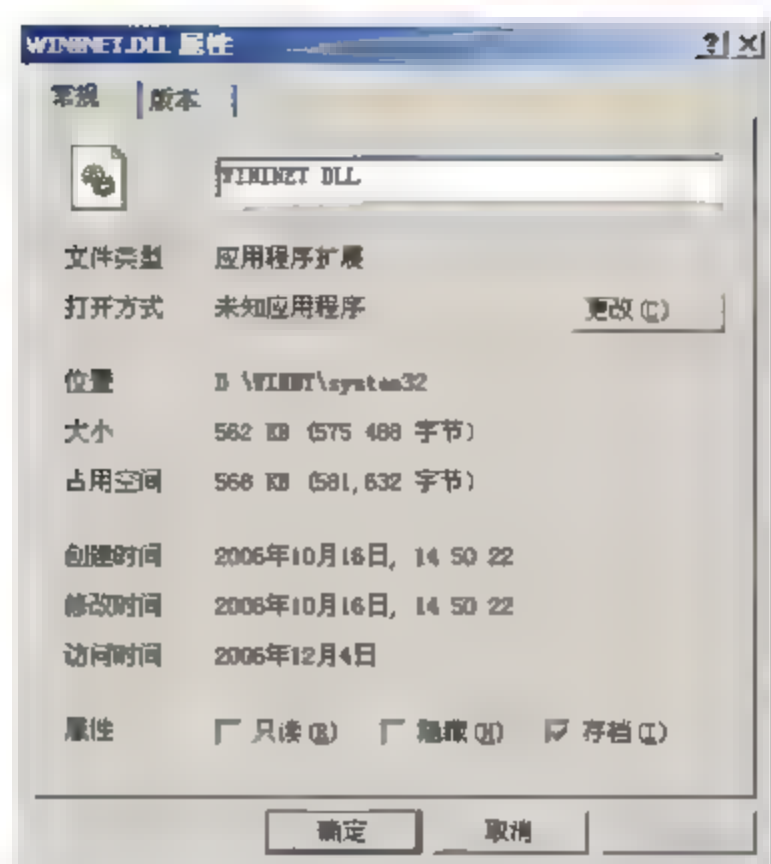 WININET.DLL 属性
常规 版本
WININET DLL
文件类型 应用程序扩展
打开方式 未知应用程序 更改(C)
位置 D \WINNT\system32
大小 562 KB (575 488 字节)
占用空间 568 KB (581,632 字节)
创建时间 2006年10月16日, 14 50 22
修改时间 2006年10月16日, 14 50 22
访问时间 2006年12月4日
属性 只读(R) 隐藏(H) 存档(I)
确定 取消